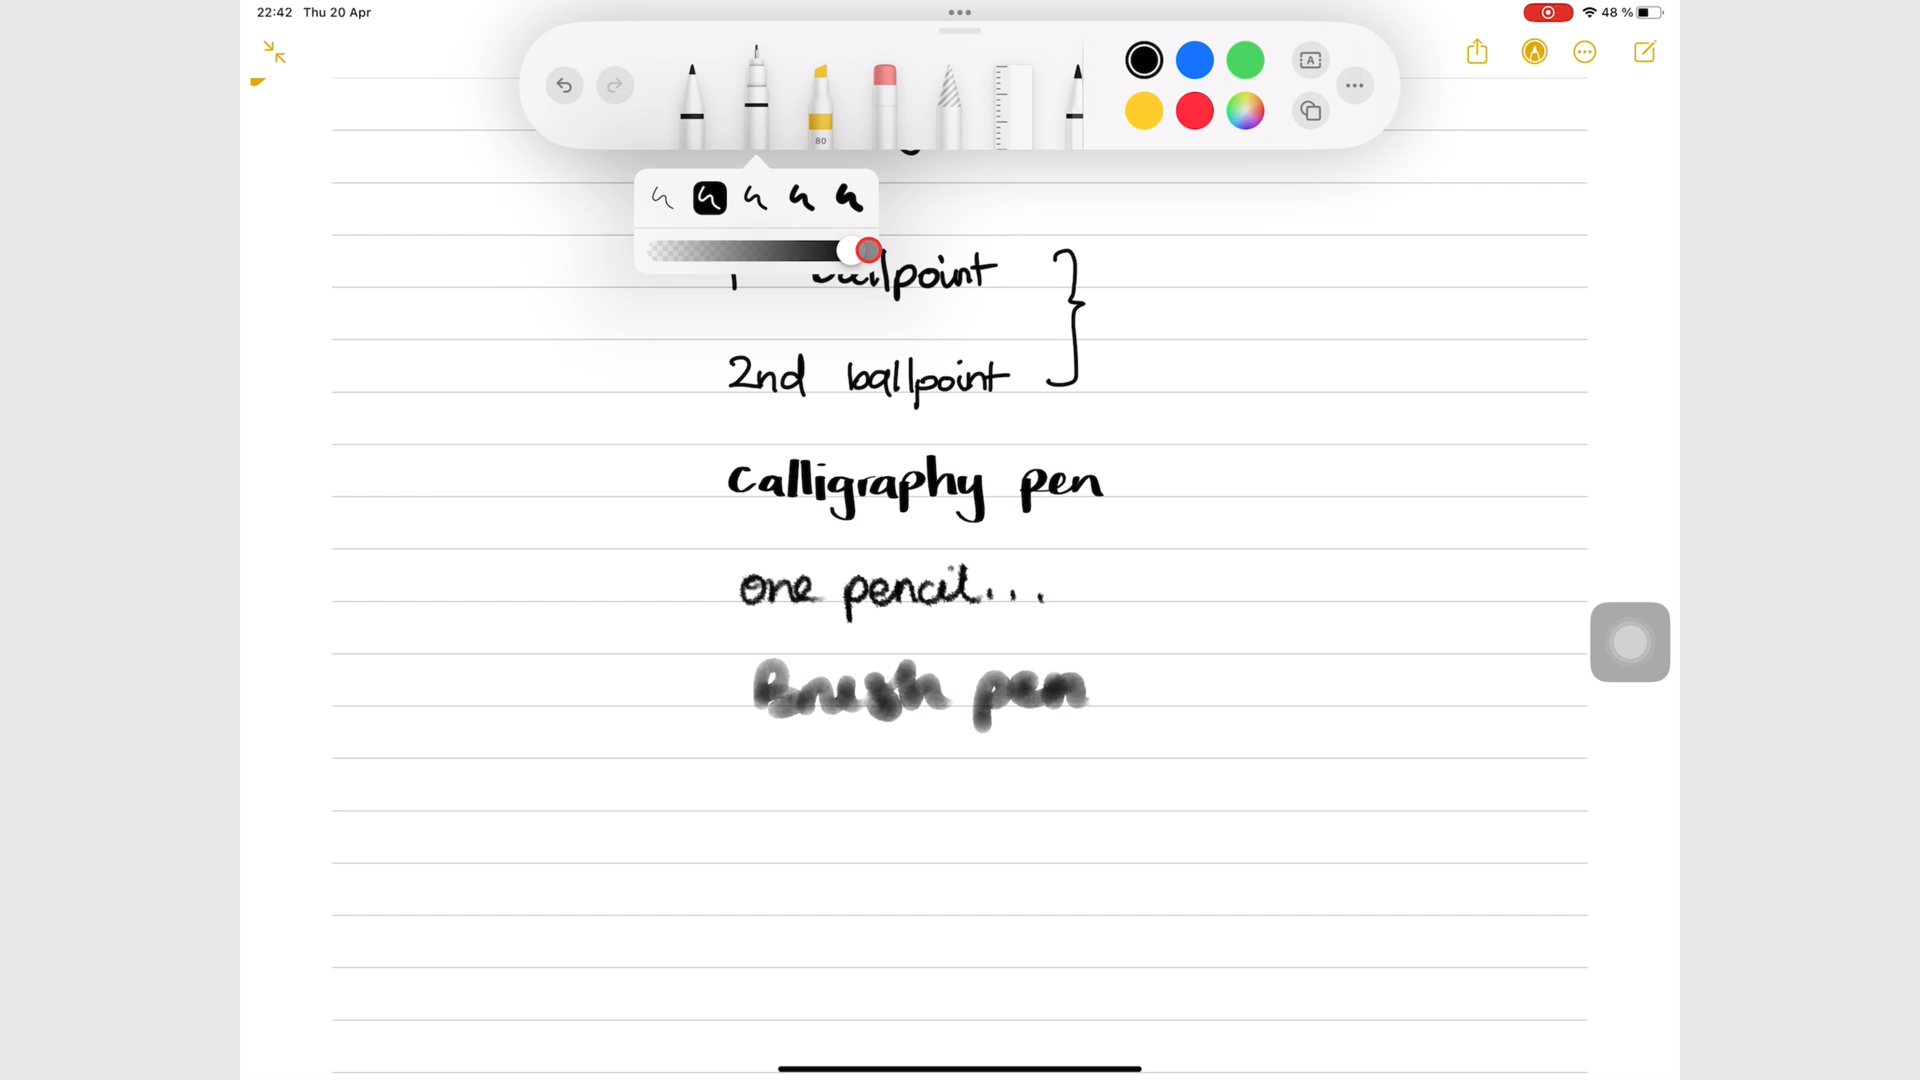 22:42 Thu 20 Apr
48 %
A
80
ballpoint
2nd ballpoint
Calligraphy pen
one pencil...
Brush pen